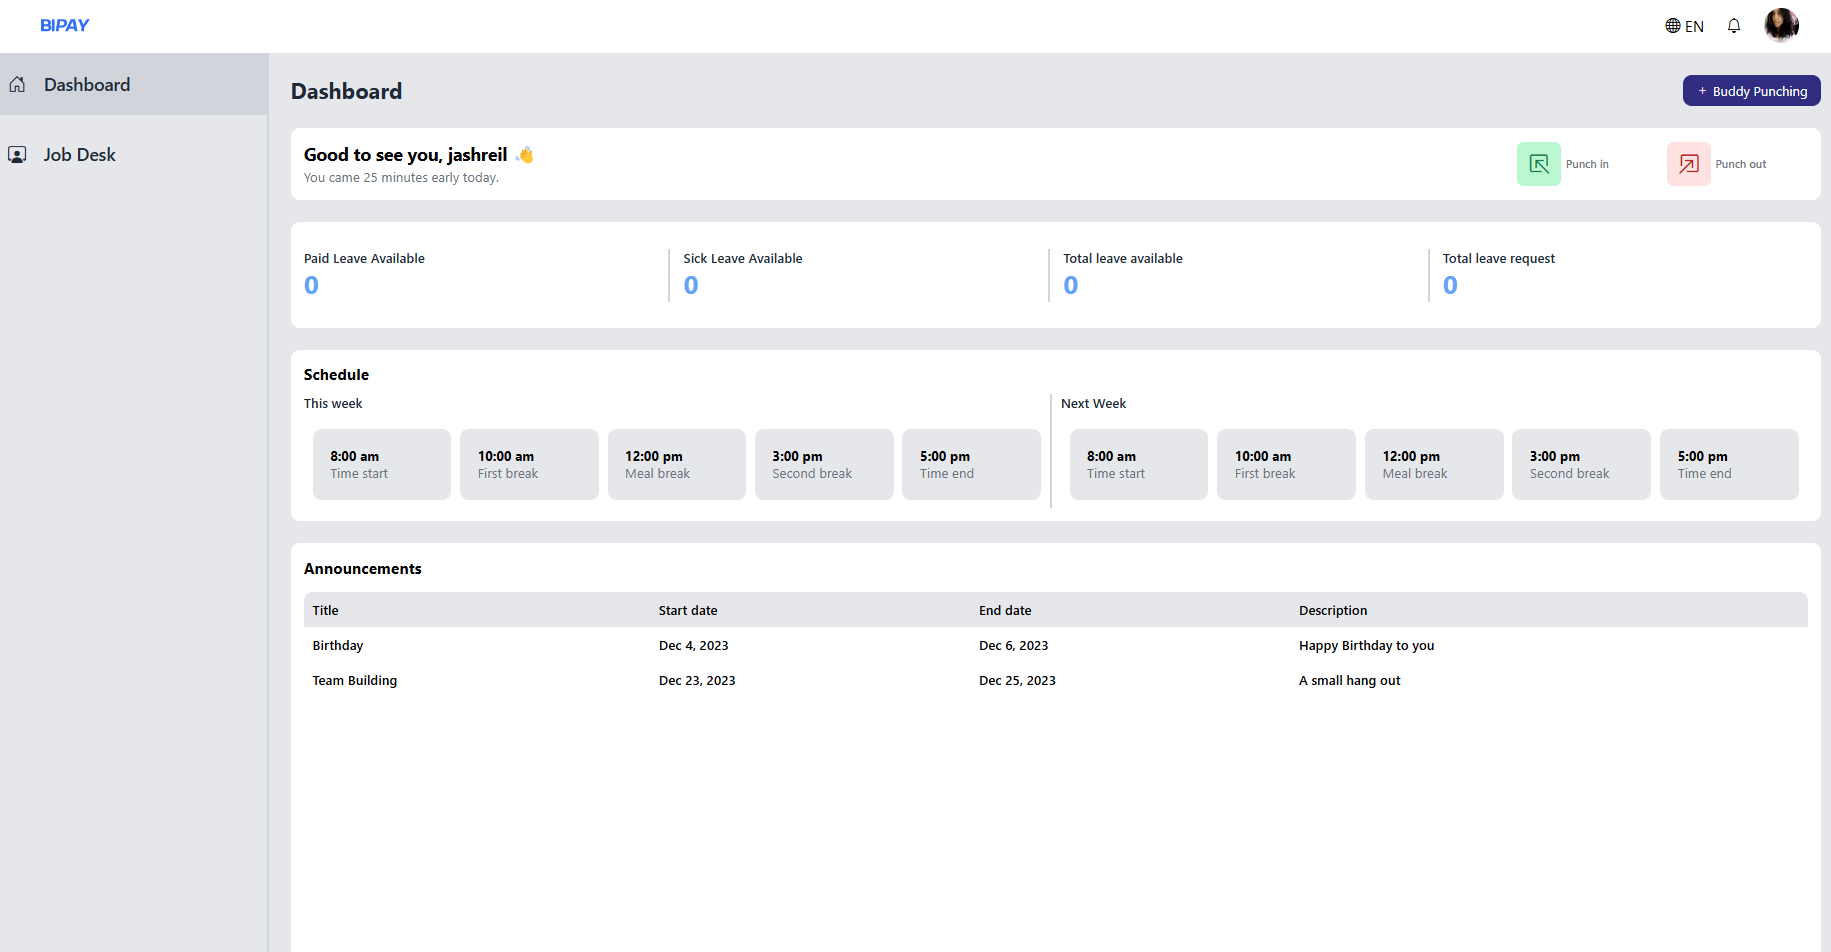 BIPAY
EN
Dashboard
Job Desk
Dashboard
+ Buddy Punching
Good to see you, jashreil 👋
You came 25 minutes early today.
Punch in
Punch out
Paid Leave Available
0
Sick Leave Available
0
Total leave available
0
Total leave request
0
Schedule
This week
8:00 am
Time start
10:00 am
First break
12:00 pm
Meal break
3:00 pm
Second break
5:00 pm
Time end
Next Week
8:00 am
Time start
10:00 am
First break
12:00 pm
Meal break
3:00 pm
Second break
5:00 pm
Time end
Announcements
Title Start date End date Description
Birthday Dec 4, 2023 Dec 6, 2023 Happy Birthday to you
Team Building Dec 23, 2023 Dec 25, 2023 A small hang out